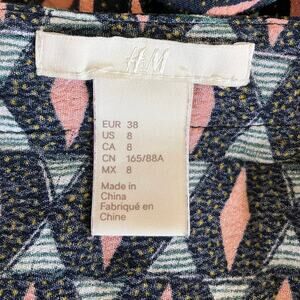 H&M
EUR 38
US 8
CA 8
CN 165/88A
MX 8
Made in
China
Fabriqué en
Chine